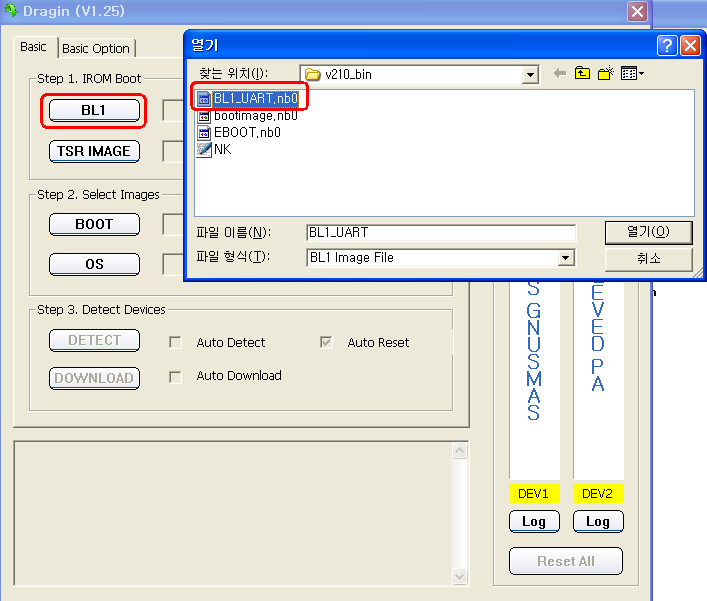 Dragin (V1.25)
Basic
Basic Option
Step 1. IROM Boot
BL1
TSR IMAGE
Step 2. Select Images
BOOT
OS
Step 3. Detect Devices
DETECT
Auto Detect
Auto Reset
DOWNLOAD
Auto Download
열기
찾는 위치(I):
v210_bin
BL1_UART.nb0
bootimage.nb0
EBOOT.nb0
NK
파일 이름(N):
BL1_UART
열기(O)
파일 형식(T):
BL1 Image File
취소
S GNUSMAS
EVED PA
DEV1
DEV2
Log
Log
Reset All